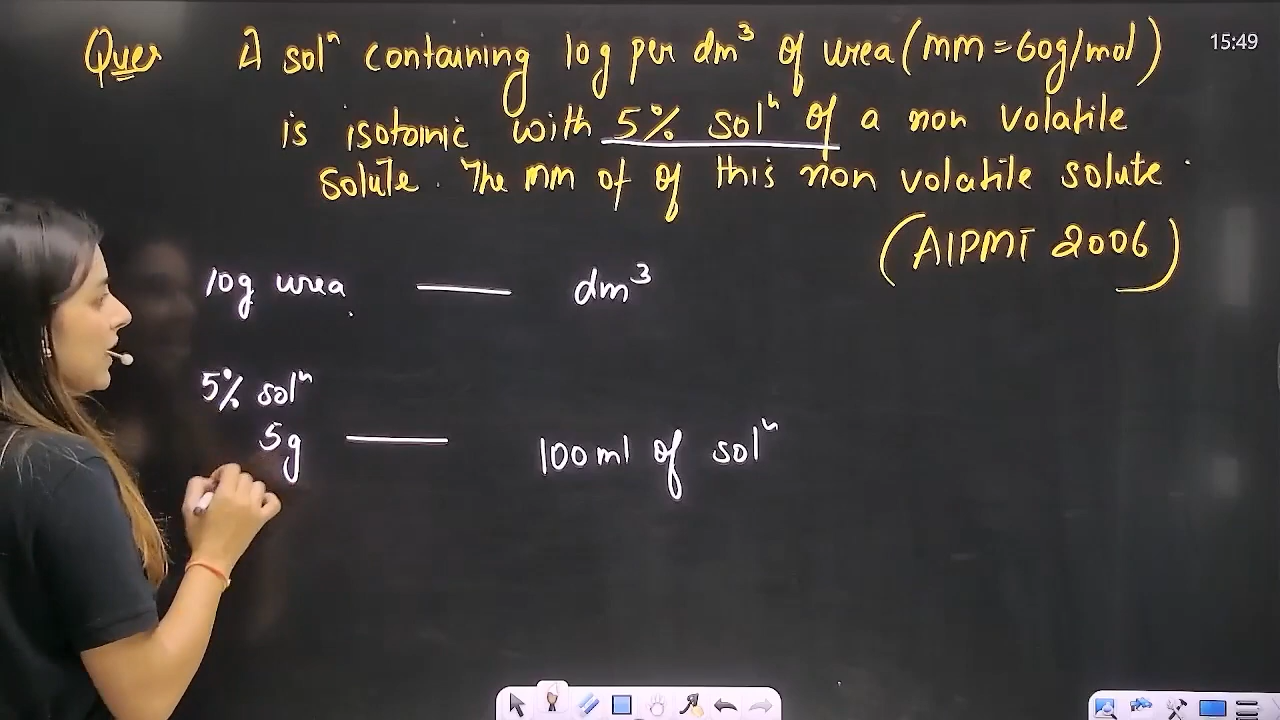 Ques A solⁿ containing 10g per dm³ of urea (mm = 60g/mol)
15:49
is isotonic with 5% solⁿ of a non volatile
solute. The mm of of this non volatile solute.
(AIPMT 2006)
10g urea — dm³
5% solⁿ
5g — 100 ml of solⁿ